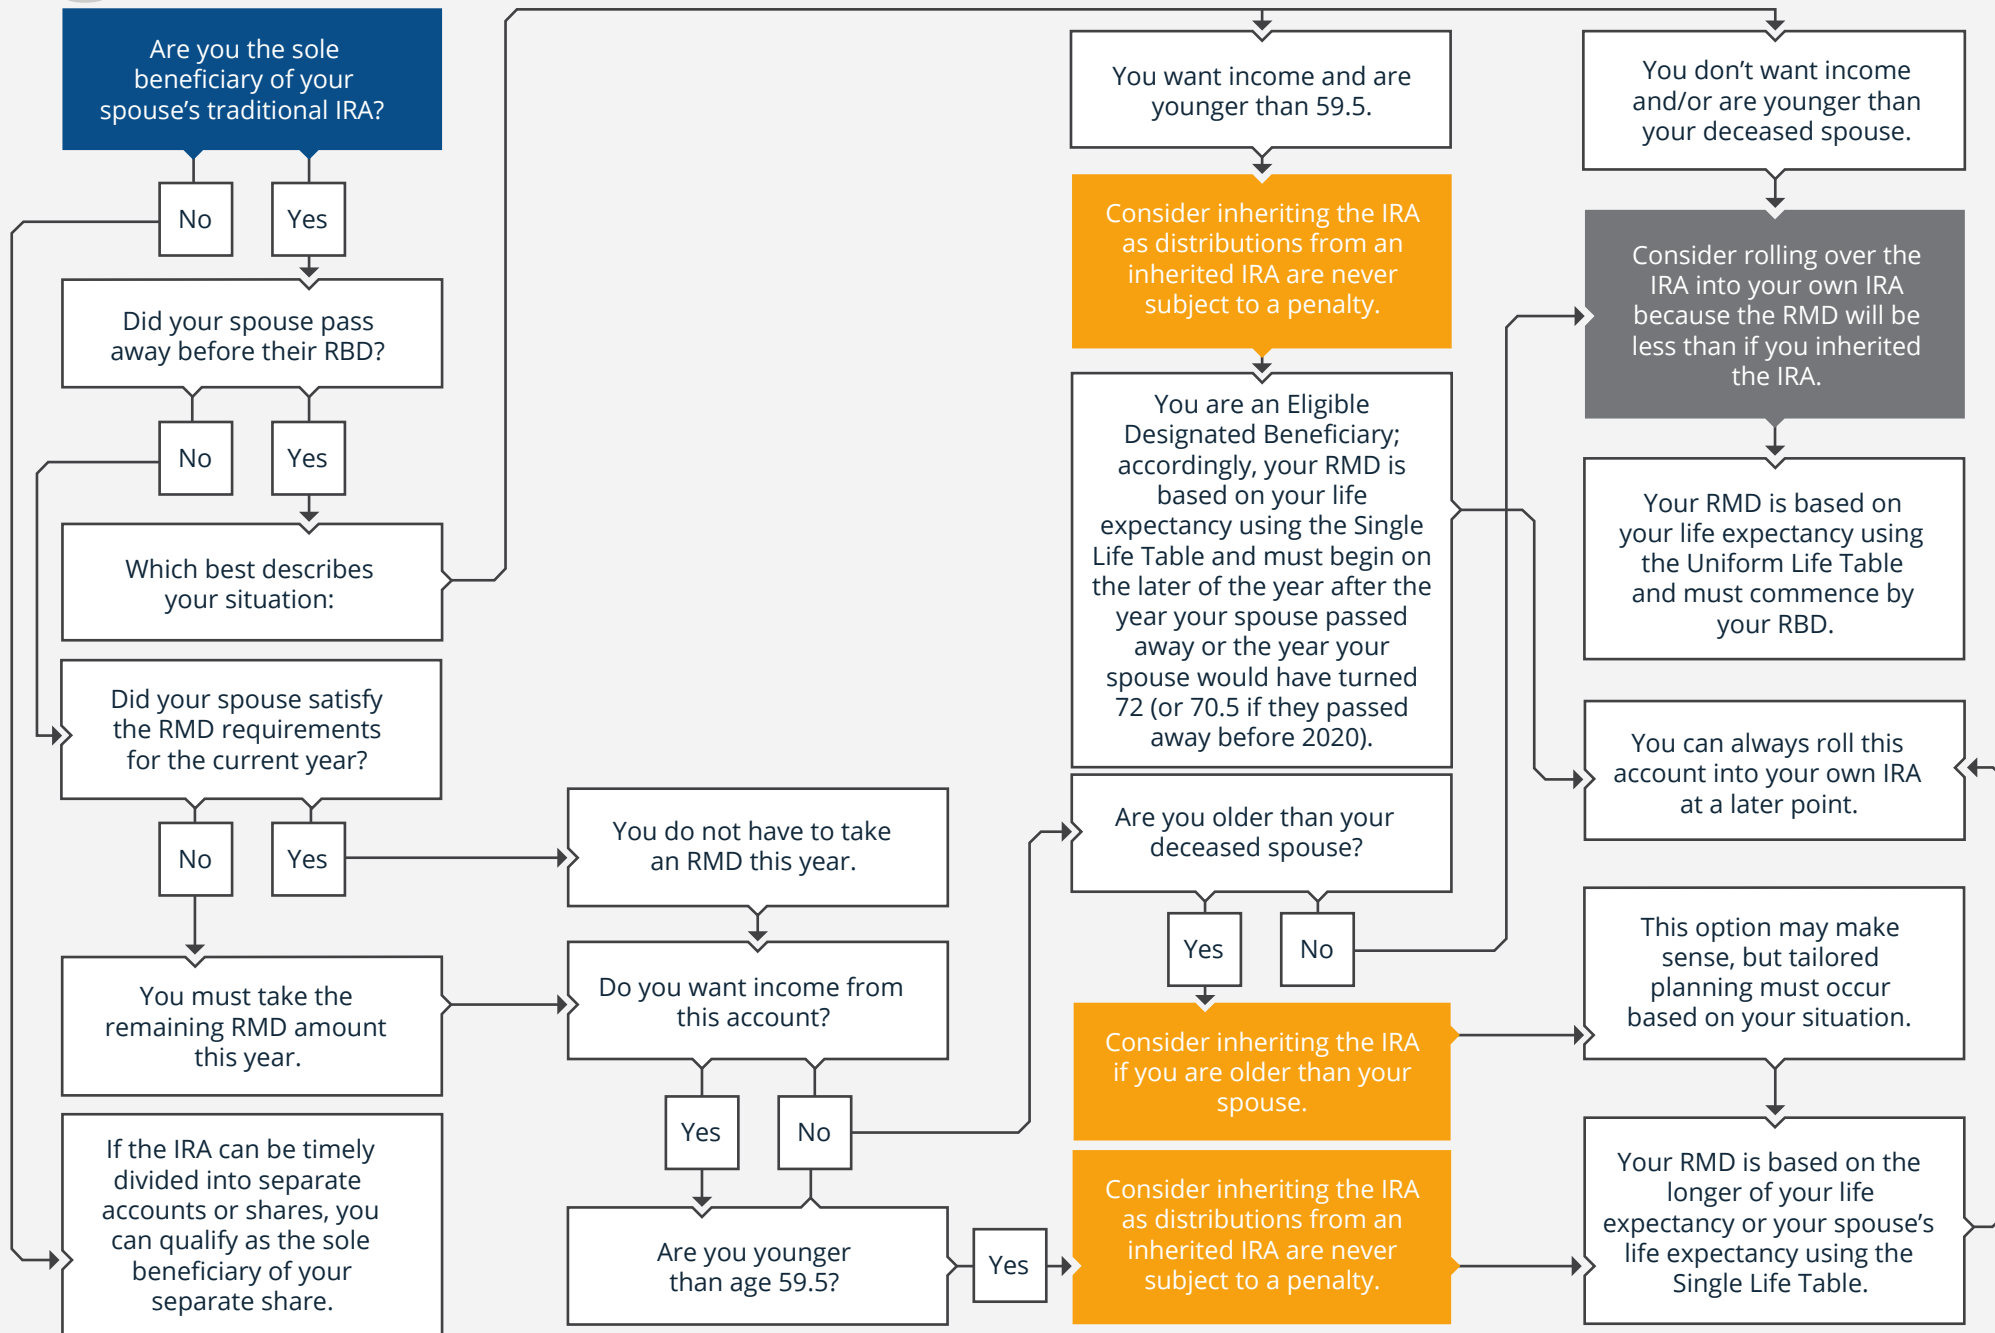 Are you the sole
beneficiary of your
spouse’s traditional IRA?
No
Yes
Did your spouse pass
away before their RBD?
No
Yes
Which best describes
your situation:
Did your spouse satisfy
the RMD requirements
for the current year?
No
Yes
You must take the
remaining RMD amount
this year.
If the IRA can be timely
divided into separate
accounts or shares, you
can qualify as the sole
beneficiary of your
separate share.
You do not have to take
an RMD this year.
Do you want income from
this account?
Yes
No
Are you younger
than age 59.5?
Yes
You want income and are
younger than 59.5.
Consider inheriting the IRA
as distributions from an
inherited IRA are never
subject to a penalty.
You are an Eligible
Designated Beneficiary;
accordingly, your RMD is
based on your life
expectancy using the Single
Life Table and must begin on
the later of the year after the
year your spouse passed
away or the year your
spouse would have turned
72 (or 70.5 if they passed
away before 2020).
Are you older than your
deceased spouse?
Yes
No
Consider inheriting the IRA
if you are older than your
spouse.
Consider inheriting the IRA
as distributions from an
inherited IRA are never
subject to a penalty.
You don’t want income
and/or are younger than
your deceased spouse.
Consider rolling over the
IRA into your own IRA
because the RMD will be
less than if you inherited
the IRA.
Your RMD is based on
your life expectancy using
the Uniform Life Table
and must commence by
your RBD.
You can always roll this
account into your own IRA
at a later point.
This option may make
sense, but tailored
planning must occur
based on your situation.
Your RMD is based on the
longer of your life
expectancy or your spouse’s
life expectancy using the
Single Life Table.